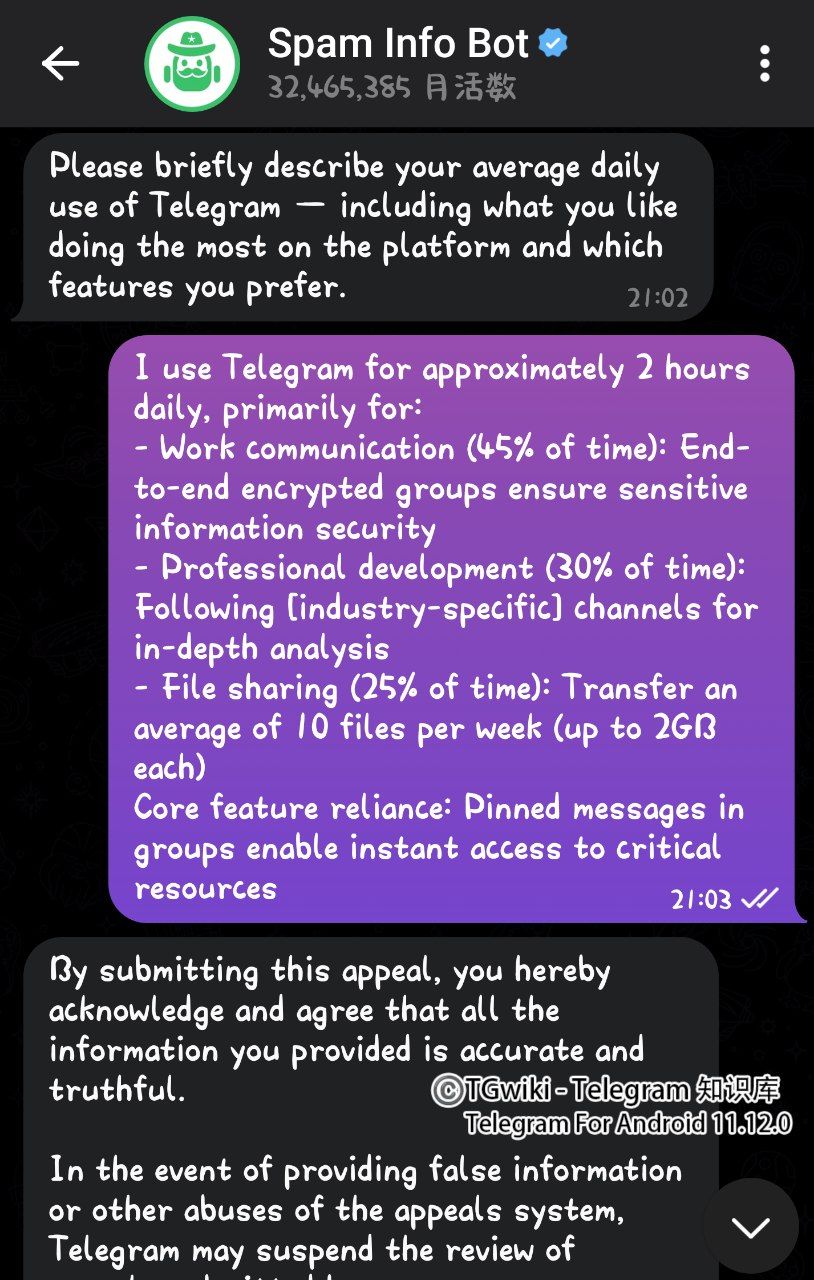 Spam Info Bot
32,465,385 月活数
Please briefly describe your average daily
use of Telegram — including what you like
doing the most on the platform and which
features you prefer.
21:02
I use Telegram for approximately 2 hours
daily, primarily for:
- Work communication (45% of time): End-
to-end encrypted groups ensure sensitive
information security
- Professional development (30% of time):
Following [industry-specific] channels for
in-depth analysis
- File sharing (25% of time): Transfer an
average of 10 files per week (up to 2GB
each)
Core feature reliance: Pinned messages in
groups enable instant access to critical
resources
21:03
By submitting this appeal, you hereby
acknowledge and agree that all the
information you provided is accurate and
truthful.
©TGwiki - Telegram 知识库
Telegram For Android 11.12.0
In the event of providing false information
or other abuses of the appeals system,
Telegram may suspend the review of